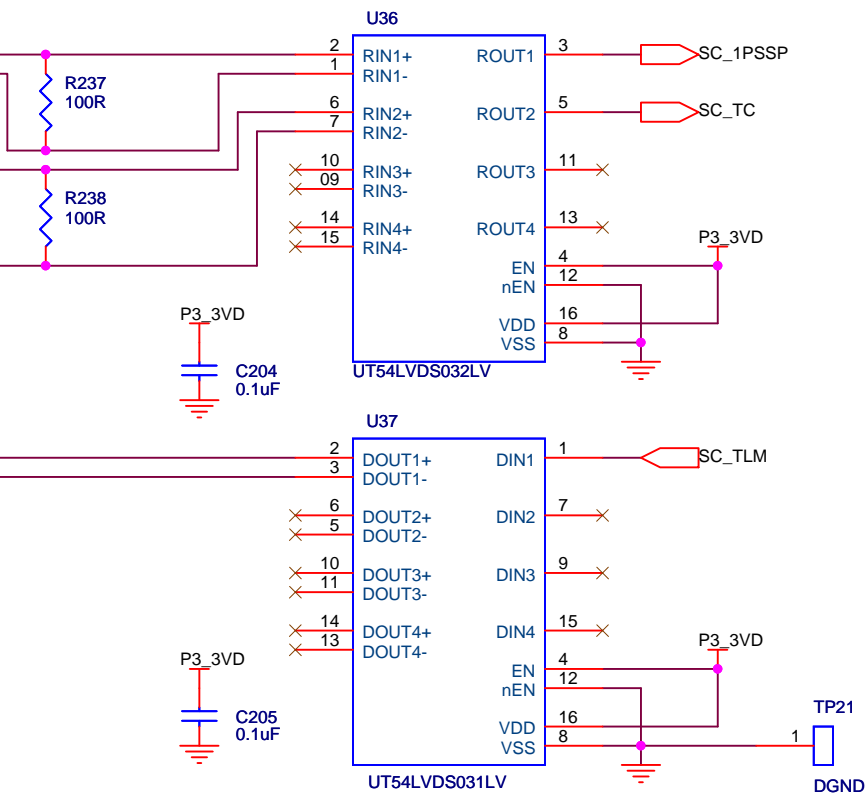 U36
2 RIN1+ ROUT1 3 SC_1PSSP
1 RIN1-
R237
100R
6 RIN2+ ROUT2 5 SC_TC
7 RIN2-
10 RIN3+ ROUT3 11
09 RIN3-
R238
100R
14 RIN4+ ROUT4 13
15 RIN4-
P3_3VD
EN 4
nEN 12
P3_3VD
VDD 16
VSS 8
C204
0.1uF
UT54LVDS032LV
U37
2 DOUT1+ DIN1 1 SC_TLM
3 DOUT1-
6 DOUT2+ DIN2 7
5 DOUT2-
10 DOUT3+ DIN3 9
11 DOUT3-
14 DOUT4+ DIN4 15
13 DOUT4-
P3_3VD
P3_3VD
EN 4
nEN 12
TP21
C205
0.1uF
VDD 16
VSS 8
1
UT54LVDS031LV
DGND